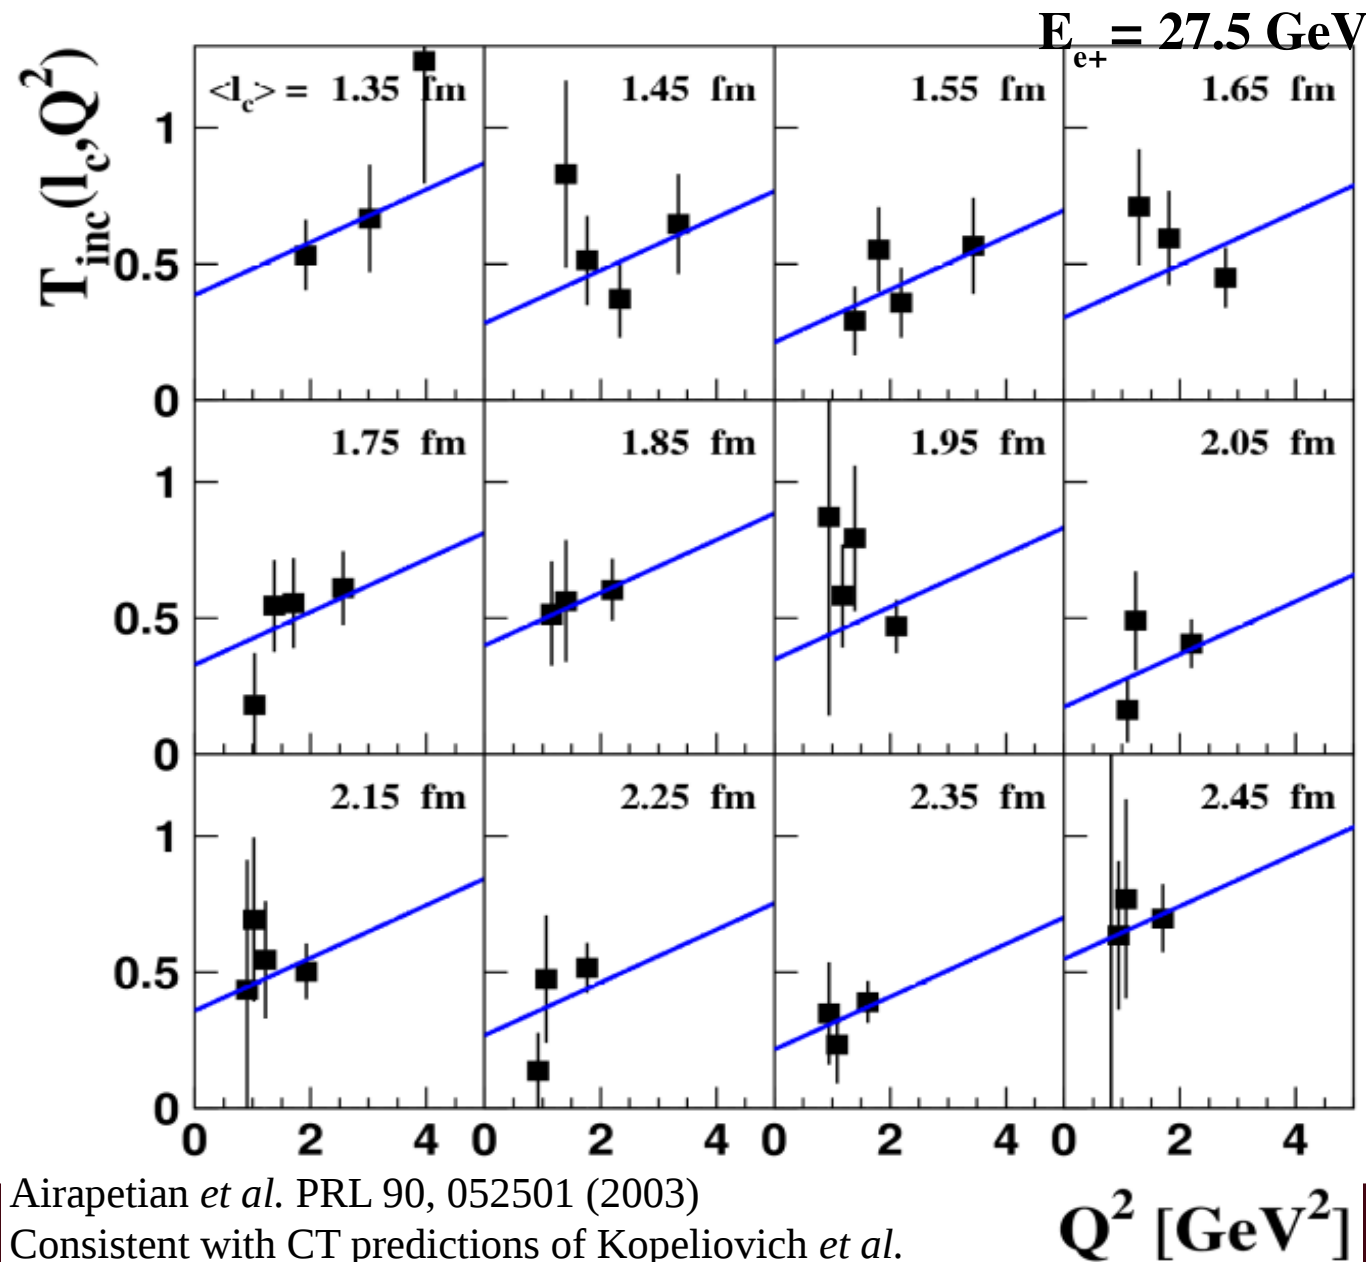 E_e+ = 27.5 GeV
T_inc(l_c,Q^2)
<l_c> = 1.35 fm
1.45 fm
1.55 fm
1.65 fm
1
0.5
0
1.75 fm
1.85 fm
1.95 fm
2.05 fm
1
0.5
0
2.15 fm
2.25 fm
2.35 fm
2.45 fm
1
0.5
0
0 2 4 0 2 4 0 2 4 0 2 4
Airapetian et al. PRL 90, 052501 (2003)
Consistent with CT predictions of Kopeliovich et al.
Q^2 [GeV^2]